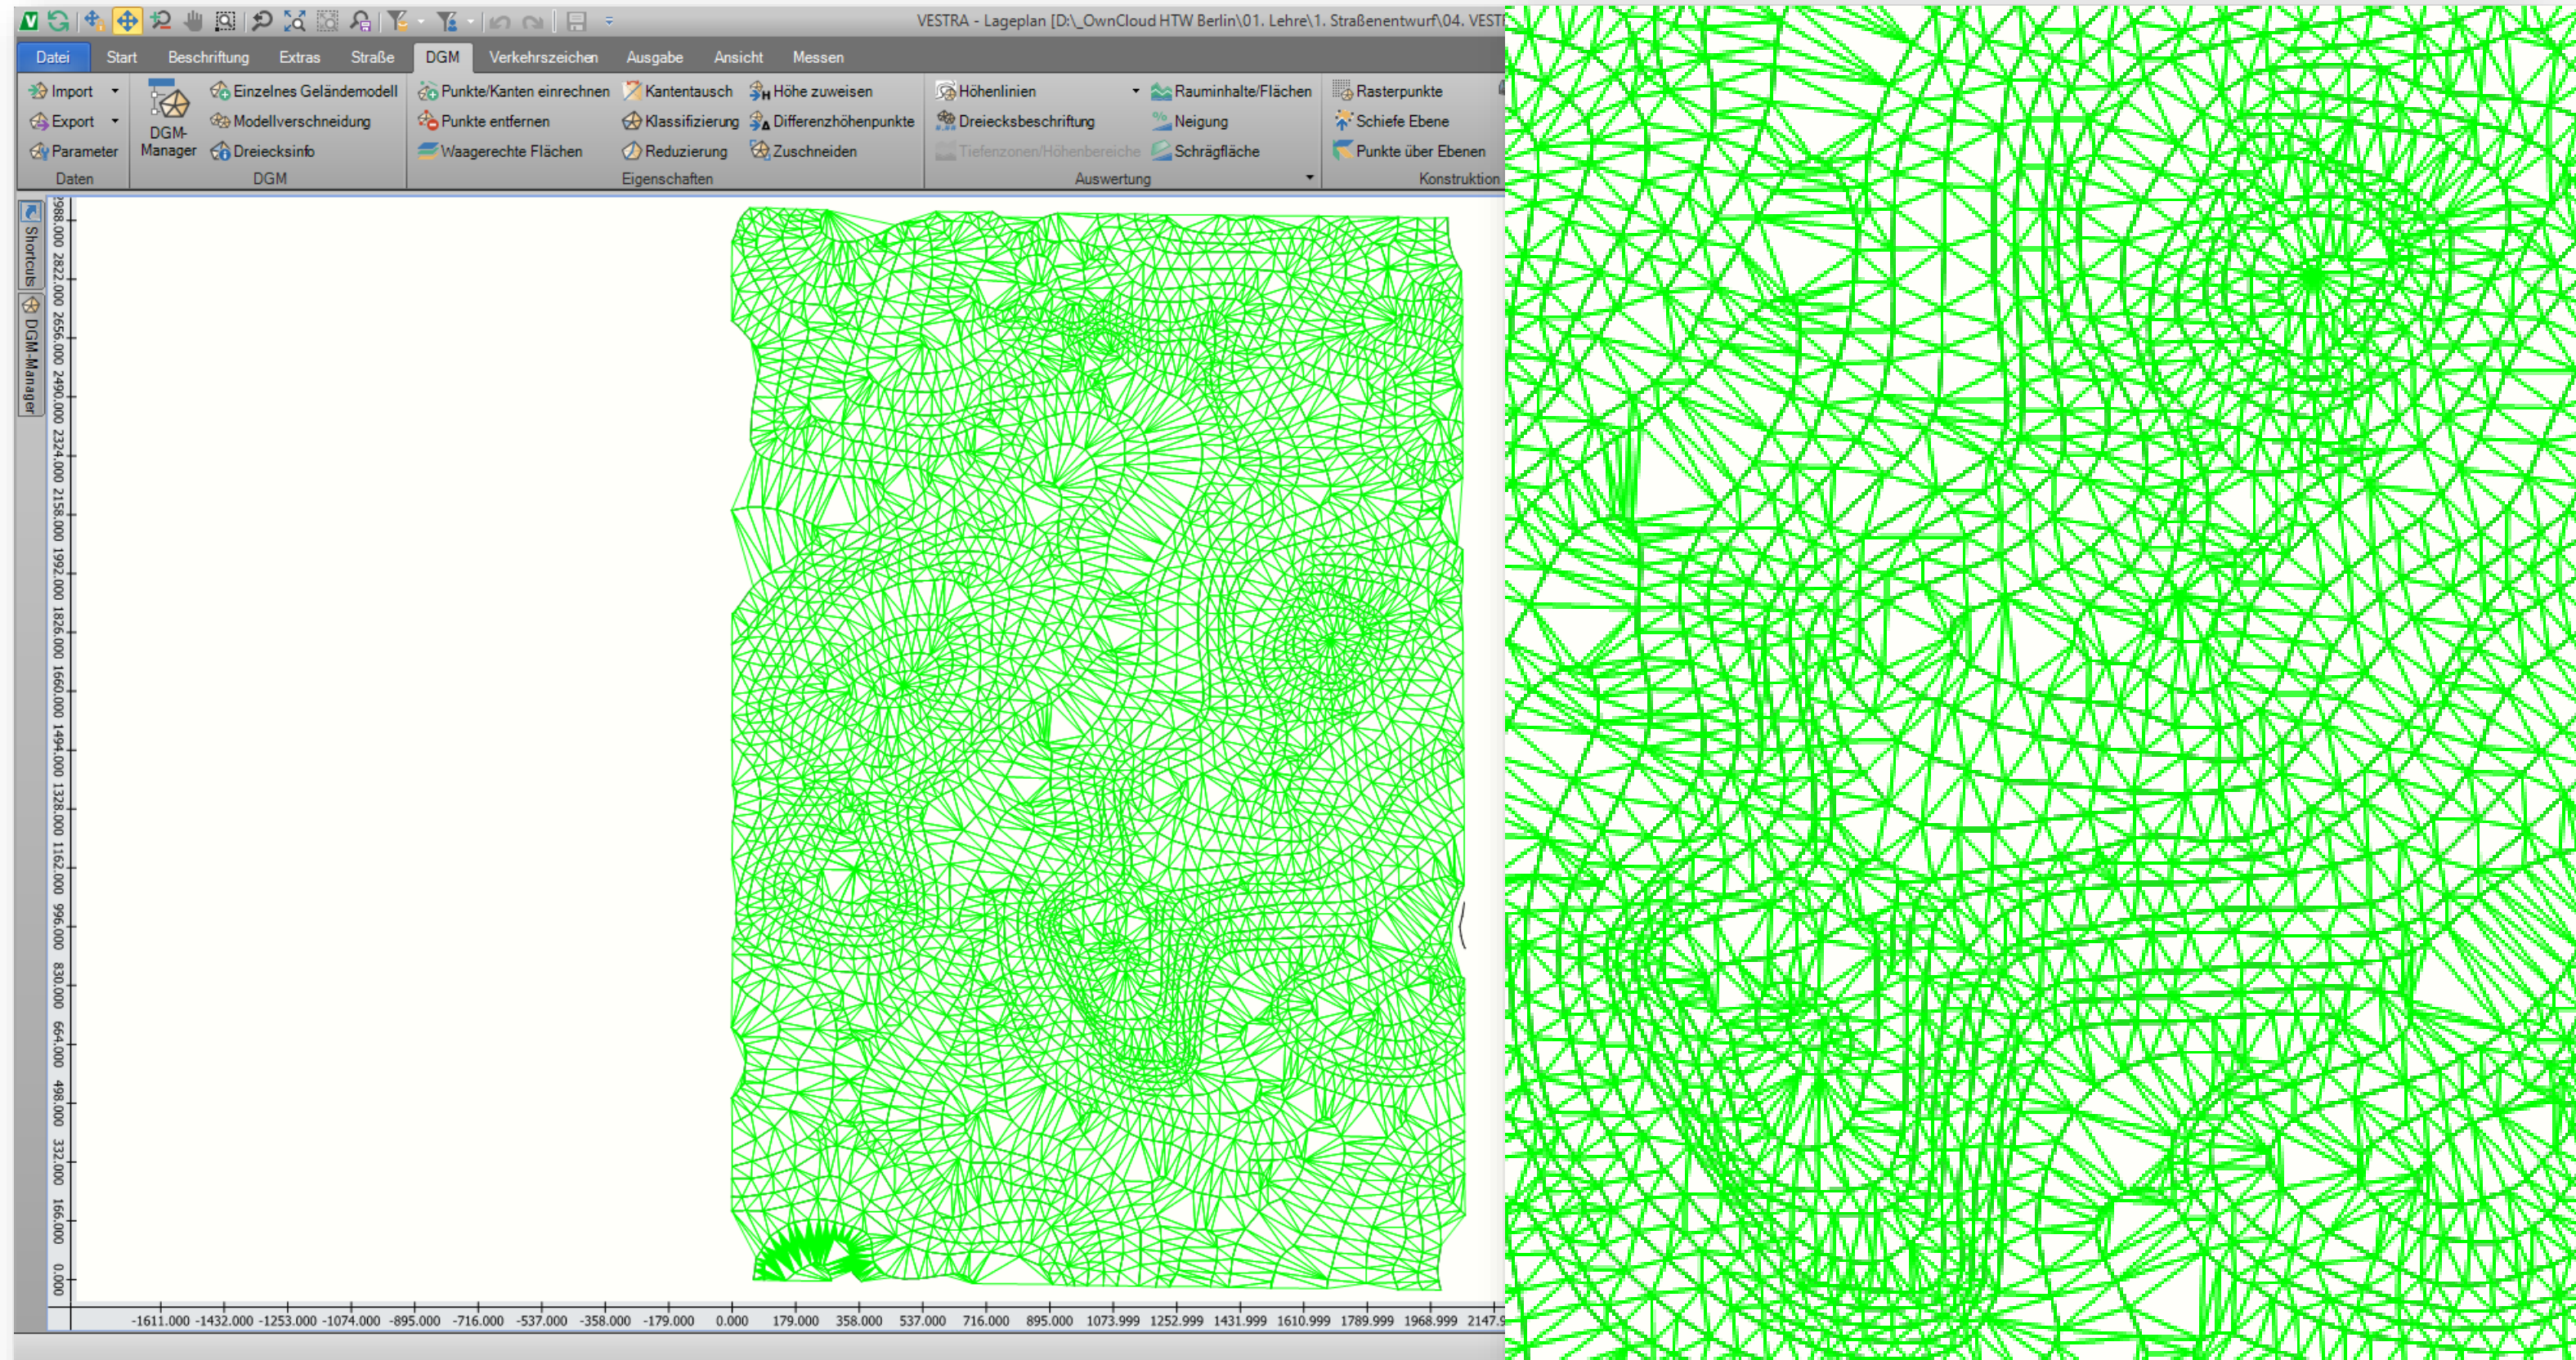 VESTRA - Lageplan [D:\_OwnCloud HTW Berlin\01. Lehre\1. Straßenentwurf\04. VEST
Datei Start Beschriftung Extras Straße DGM Verkehrszeichen Ausgabe Ansicht Messen
Import DGM-Manager Einzelnes Geländemodell Punkte/Kanten einrechnen Kantentausch Höhe zuweisen Höhenlinien Rauminhalte/Flächen Rasterpunkte
Export Modellverschneidung Punkte entfernen Klassifizierung Differenzhöhenpunkte Dreiecksbeschriftung Neigung Schiefe Ebene
Parameter Dreiecksinfo Waagerechte Flächen Reduzierung Zuschneiden Tiefenzonen/Höhenbereiche Schrägfläche Punkte über Ebenen
Daten DGM Eigenschaften Auswertung Konstruktion
Shortcuts
DGM-Manager
2988.000
2822.000
2656.000
2490.000
2324.000
2158.000
1992.000
1826.000
1660.000
1494.000
1328.000
1162.000
996.000
830.000
664.000
498.000
332.000
166.000
0.000
-1611.000 -1432.000 -1253.000 -1074.000 -895.000 -716.000 -537.000 -358.000 -179.000 0.000 179.000 358.000 537.000 716.000 895.000 1073.999 1252.999 1431.999 1610.999 1789.999 1968.999 2147.9